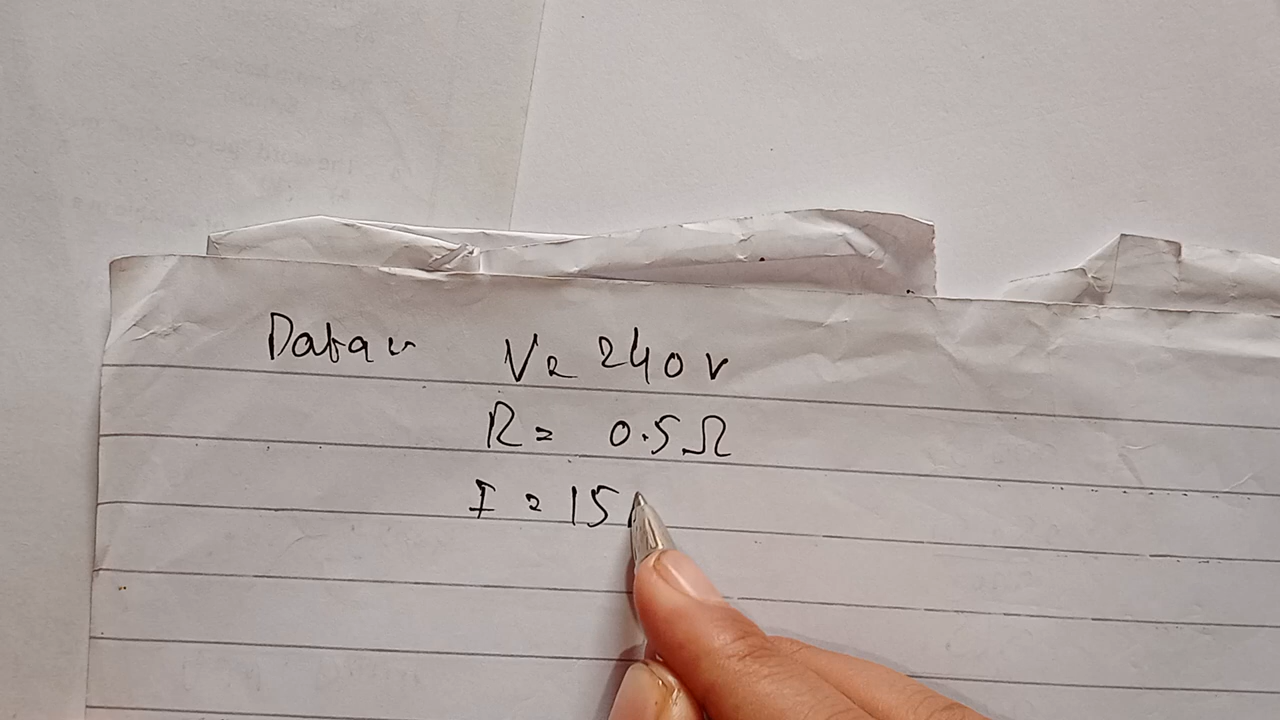 Data V = 240 v
R = 0.5 Ω
I = 15